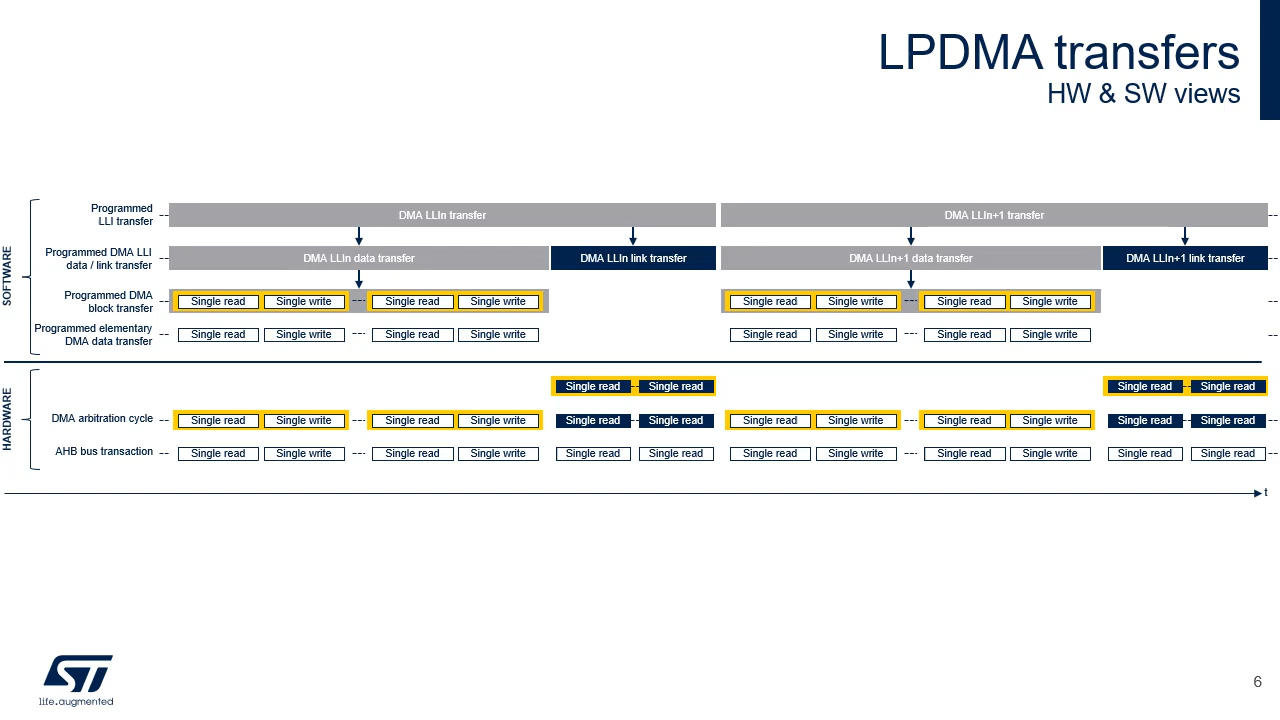 LPDMA transfers
HW & SW views
SOFTWARE
Programmed
LLI transfer
DMA LLIn transfer
DMA LLIn+1 transfer
Programmed DMA LLI
data / link transfer
DMA LLIn data transfer
DMA LLIn link transfer
DMA LLIn+1 data transfer
DMA LLIn+1 link transfer
Programmed DMA
block transfer
Single read Single write --- Single read Single write
Single read Single write --- Single read Single write
Programmed elementary
DMA data transfer
Single read Single write --- Single read Single write
Single read Single write --- Single read Single write
HARDWARE
Single read Single read
Single read Single read
DMA arbitration cycle
Single read Single write --- Single read Single write
Single read Single read
Single read Single write --- Single read Single write
Single read Single read
AHB bus transaction
Single read Single write --- Single read Single write
Single read Single read
Single read Single write --- Single read Single write
Single read Single read
t
ST
life.augmented
6